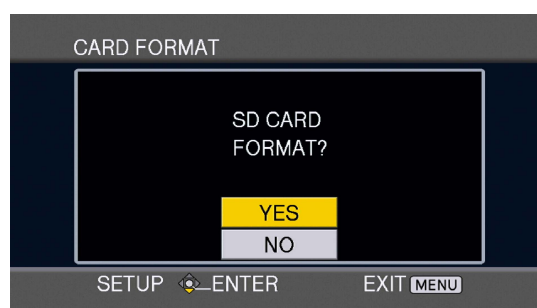 CARD FORMAT
SD CARD
FORMAT?
YES
NO
SETUP ENTER EXIT MENU